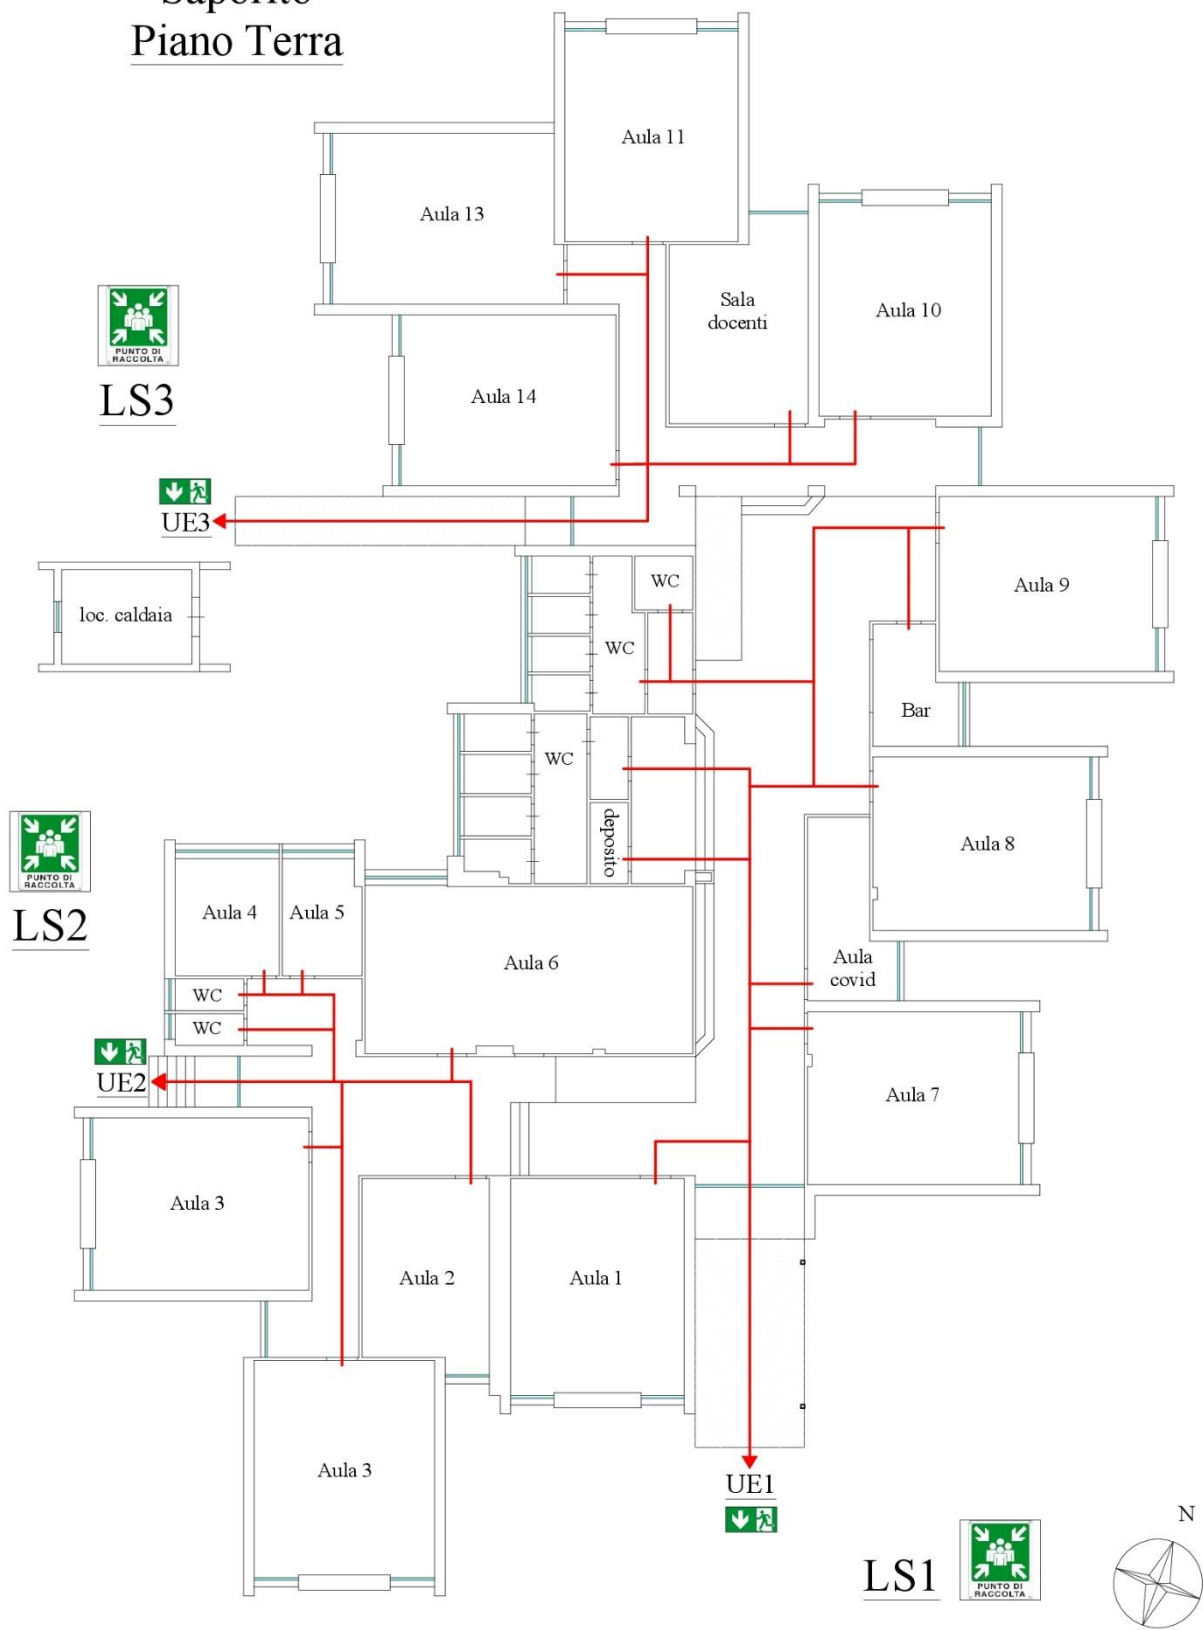 Saporito
Piano Terra
Aula 11
Aula 13
Aula 10
Sala
docenti
PUNTO DI
RACCOLTA
LS3
Aula 14
UE3
WC
Aula 9
loc. caldaia
WC
Bar
WC
deposito
Aula 8
PUNTO DI
RACCOLTA
LS2
Aula 4
Aula 5
Aula 6
Aula
covid
WC
WC
UE2
Aula 7
Aula 3
Aula 2
Aula 1
Aula 3
UE1
N
LS1
PUNTO DI
RACCOLTA